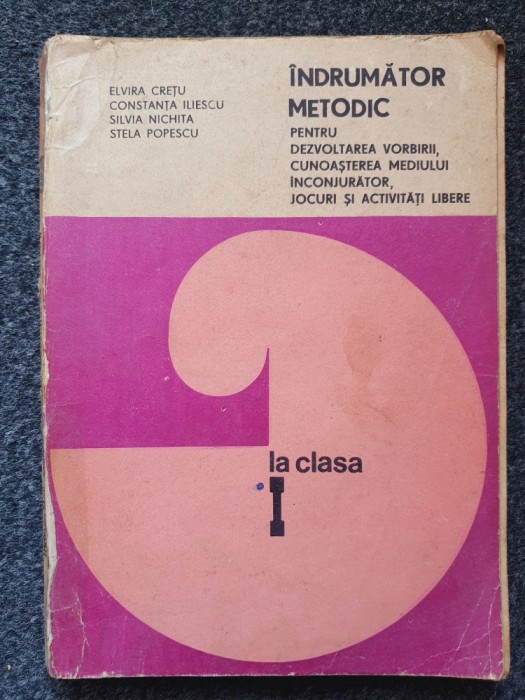 ELVIRA CREȚU
CONSTANȚA ILIESCU
SILVIA NICHITA
STELA POPESCU
ÎNDRUMĂTOR
METODIC
PENTRU
DEZVOLTAREA VORBIRII,
CUNOAȘTEREA MEDIULUI
ÎNCONJURĂTOR,
JOCURI ȘI ACTIVITĂȚI LIBERE
la clasa
I